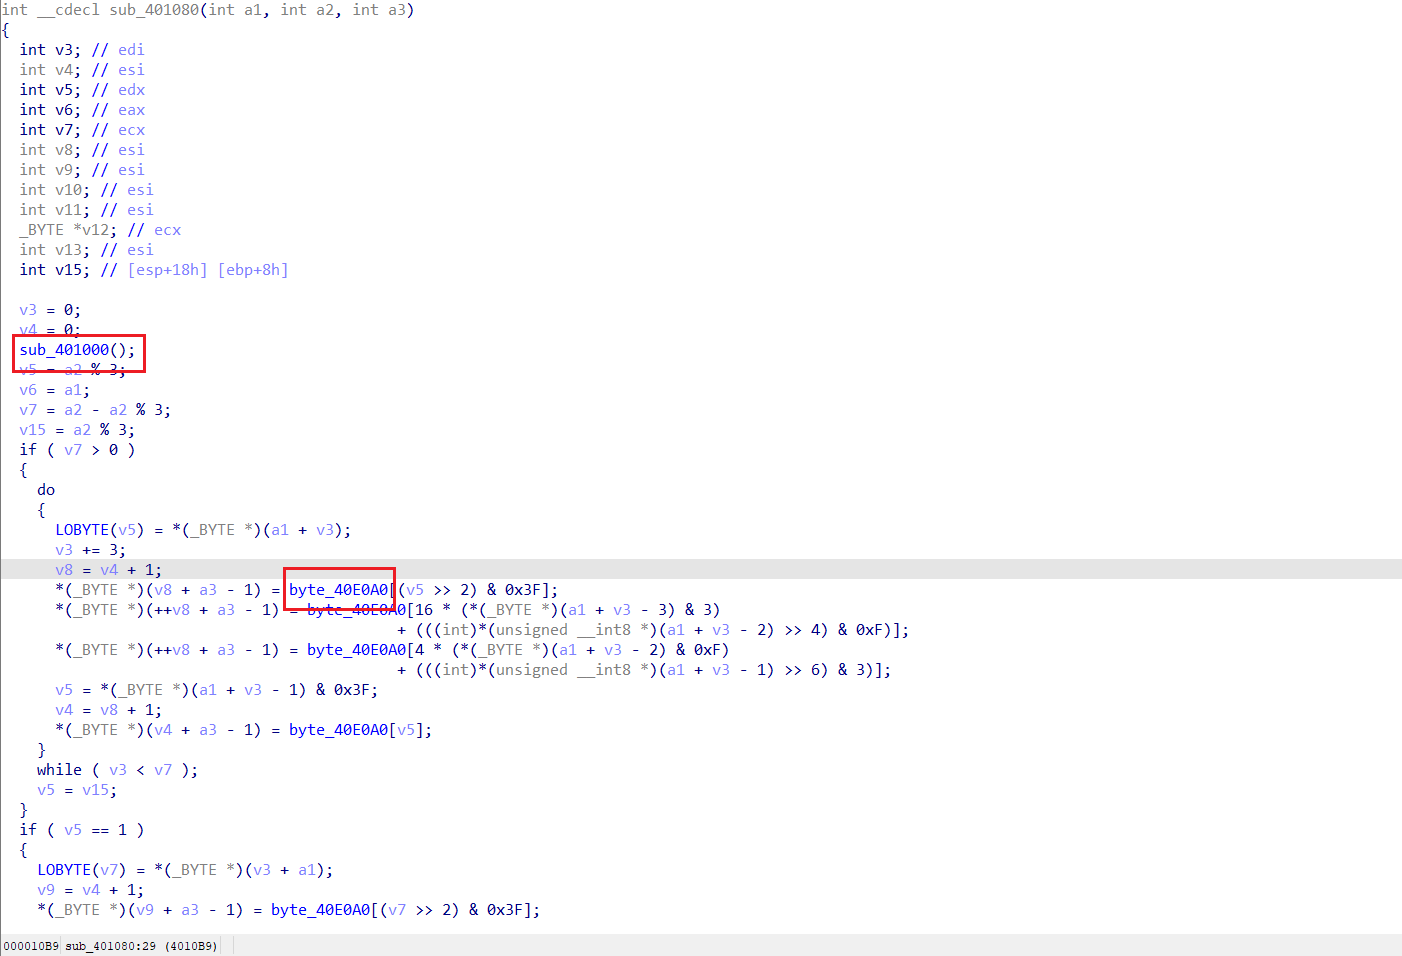 int __cdecl sub_401080(int a1, int a2, int a3)
{
  int v3; // edi
  int v4; // esi
  int v5; // edx
  int v6; // eax
  int v7; // ecx
  int v8; // esi
  int v9; // esi
  int v10; // esi
  int v11; // esi
  _BYTE *v12; // ecx
  int v13; // esi
  int v15; // [esp+18h] [ebp+8h]

  v3 = 0;
  v4 = 0;
  sub_401000();
  v5 = a2 % 3;
  v6 = a1;
  v7 = a2 - a2 % 3;
  v15 = a2 % 3;
  if ( v7 > 0 )
  {
    do
    {
      LOBYTE(v5) = *(_BYTE *)(a1 + v3);
      v3 += 3;
      v8 = v4 + 1;
      *(_BYTE *)(v8 + a3 - 1) = byte_40E0A0[(v5 >> 2) & 0x3F];
      *(_BYTE *)(++v8 + a3 - 1) = byte_40E0A0[16 * (*(_BYTE *)(a1 + v3 - 3) & 3)
                                            + (((int)*(unsigned __int8 *)(a1 + v3 - 2) >> 4) & 0xF)];
      *(_BYTE *)(++v8 + a3 - 1) = byte_40E0A0[4 * (*(_BYTE *)(a1 + v3 - 2) & 0xF)
                                            + (((int)*(unsigned __int8 *)(a1 + v3 - 1) >> 6) & 3)];
      v5 = *(_BYTE *)(a1 + v3 - 1) & 0x3F;
      v4 = v8 + 1;
      *(_BYTE *)(v4 + a3 - 1) = byte_40E0A0[v5];
    }
    while ( v3 < v7 );
    v5 = v15;
  }
  if ( v5 == 1 )
  {
    LOBYTE(v7) = *(_BYTE *)(v3 + a1);
    v9 = v4 + 1;
    *(_BYTE *)(v9 + a3 - 1) = byte_40E0A0[(v7 >> 2) & 0x3F];
000010B9 sub_401080:29 (4010B9)